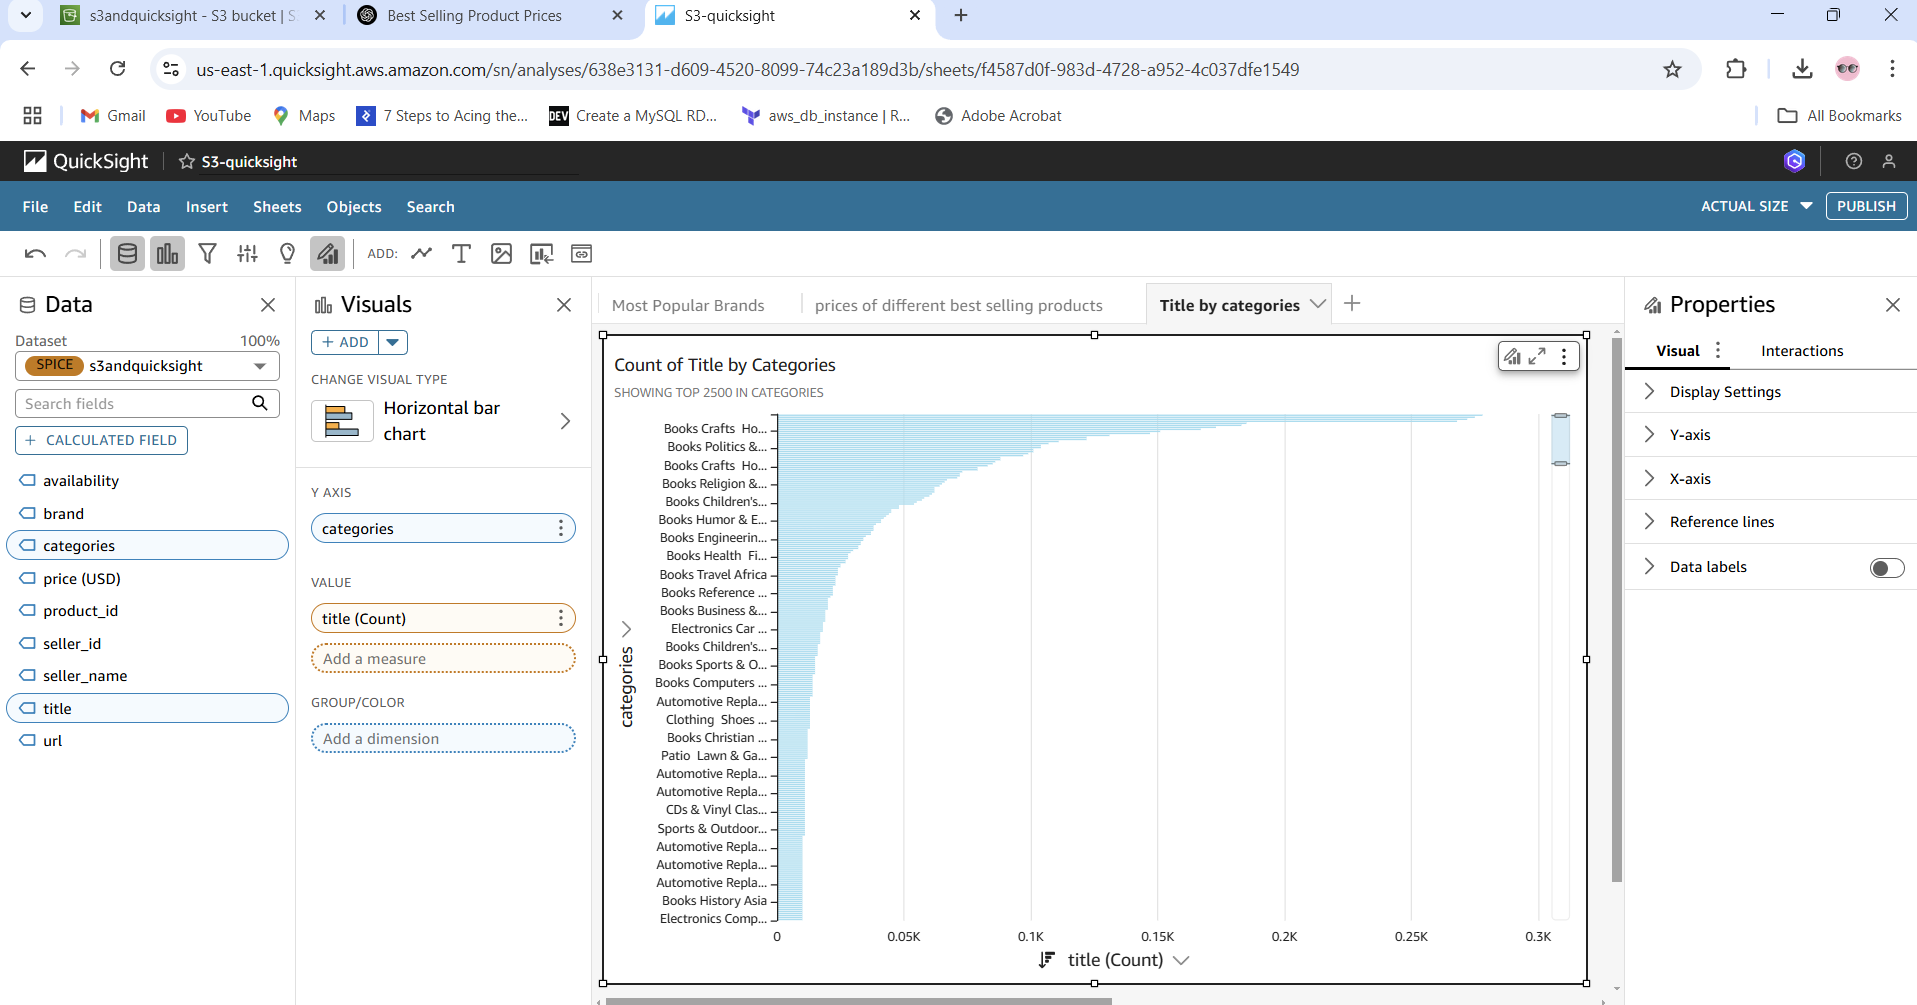 s3andquicksight - S3 bucket | S
Best Selling Product Prices
S3-quicksight
us-east-1.quicksight.aws.amazon.com/sn/analyses/638e3131-d609-4520-8099-74c23a189d3b/sheets/f4587d0f-983d-4728-a952-4c037dfe1549
Gmail
YouTube
Maps
7 Steps to Acing the...
DEV
Create a MySQL RD...
aws_db_instance | R...
Adobe Acrobat
All Bookmarks
QuickSight
S3-quicksight
File
Edit
Data
Insert
Sheets
Objects
Search
ACTUAL SIZE
PUBLISH
ADD:
Data
Dataset
100%
SPICE
s3andquicksight
Search fields
+ CALCULATED FIELD
availability
brand
categories
price (USD)
product_id
seller_id
seller_name
title
url
Visuals
+ ADD
CHANGE VISUAL TYPE
Horizontal bar
chart
Y AXIS
categories
VALUE
title (Count)
Add a measure
GROUP/COLOR
Add a dimension
Most Popular Brands
prices of different best selling products
Title by categories
Count of Title by Categories
SHOWING TOP 2500 IN CATEGORIES
categories
Books Crafts Ho...
Books Politics &...
Books Crafts Ho...
Books Religion &...
Books Children's...
Books Humor & E...
Books Engineerin...
Books Health Fi...
Books Travel Africa
Books Reference ...
Books Business &...
Electronics Car ...
Books Children's...
Books Sports & O...
Books Computers ...
Automotive Repla...
Clothing Shoes ...
Books Christian ...
Patio Lawn & Ga...
Automotive Repla...
Automotive Repla...
CDs & Vinyl Clas...
Sports & Outdoor...
Automotive Repla...
Automotive Repla...
Automotive Repla...
Books History Asia
Electronics Comp...
0
0.05K
0.1K
0.15K
0.2K
0.25K
0.3K
title (Count)
Properties
Visual
Interactions
Display Settings
Y-axis
X-axis
Reference lines
Data labels